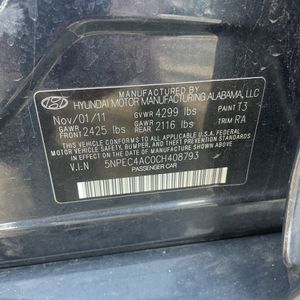 MANUFACTURED BY
HYUNDAI MOTOR MANUFACTURING ALABAMA, LLC
Nov/01/11 GVWR 4299 lbs PAINT T3
GAWR FRONT 2425 lbs GAWR REAR 2116 lbs TRIM RA
THIS VEHICLE CONFORMS TO ALL APPLICABLE U.S. FEDERAL
MOTOR VEHICLE SAFETY, BUMPER, AND THEFT PREVENTION STANDARDS
IN EFFECT ON THE DATE OF MANUFACTURE SHOWN ABOVE.
V.I.N 5NPEC4AC0CH408793
PASSENGER CAR